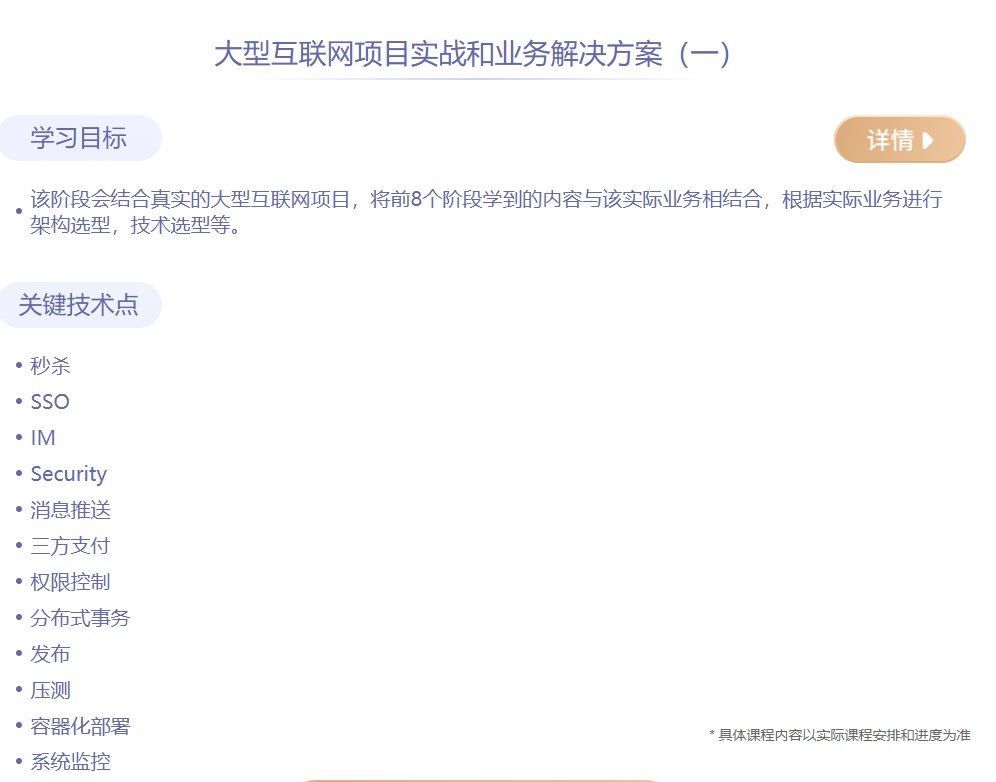 大型互联网项目实战和业务解决方案（一）
学习目标
详情
该阶段会结合真实的大型互联网项目，将前8个阶段学到的内容与该实际业务相结合，根据实际业务进行
架构选型，技术选型等。
关键技术点
秒杀
SSO
IM
Security
消息推送
三方支付
权限控制
分布式事务
发布
压测
容器化部署
系统监控
* 具体课程内容以实际课程安排和进度为准